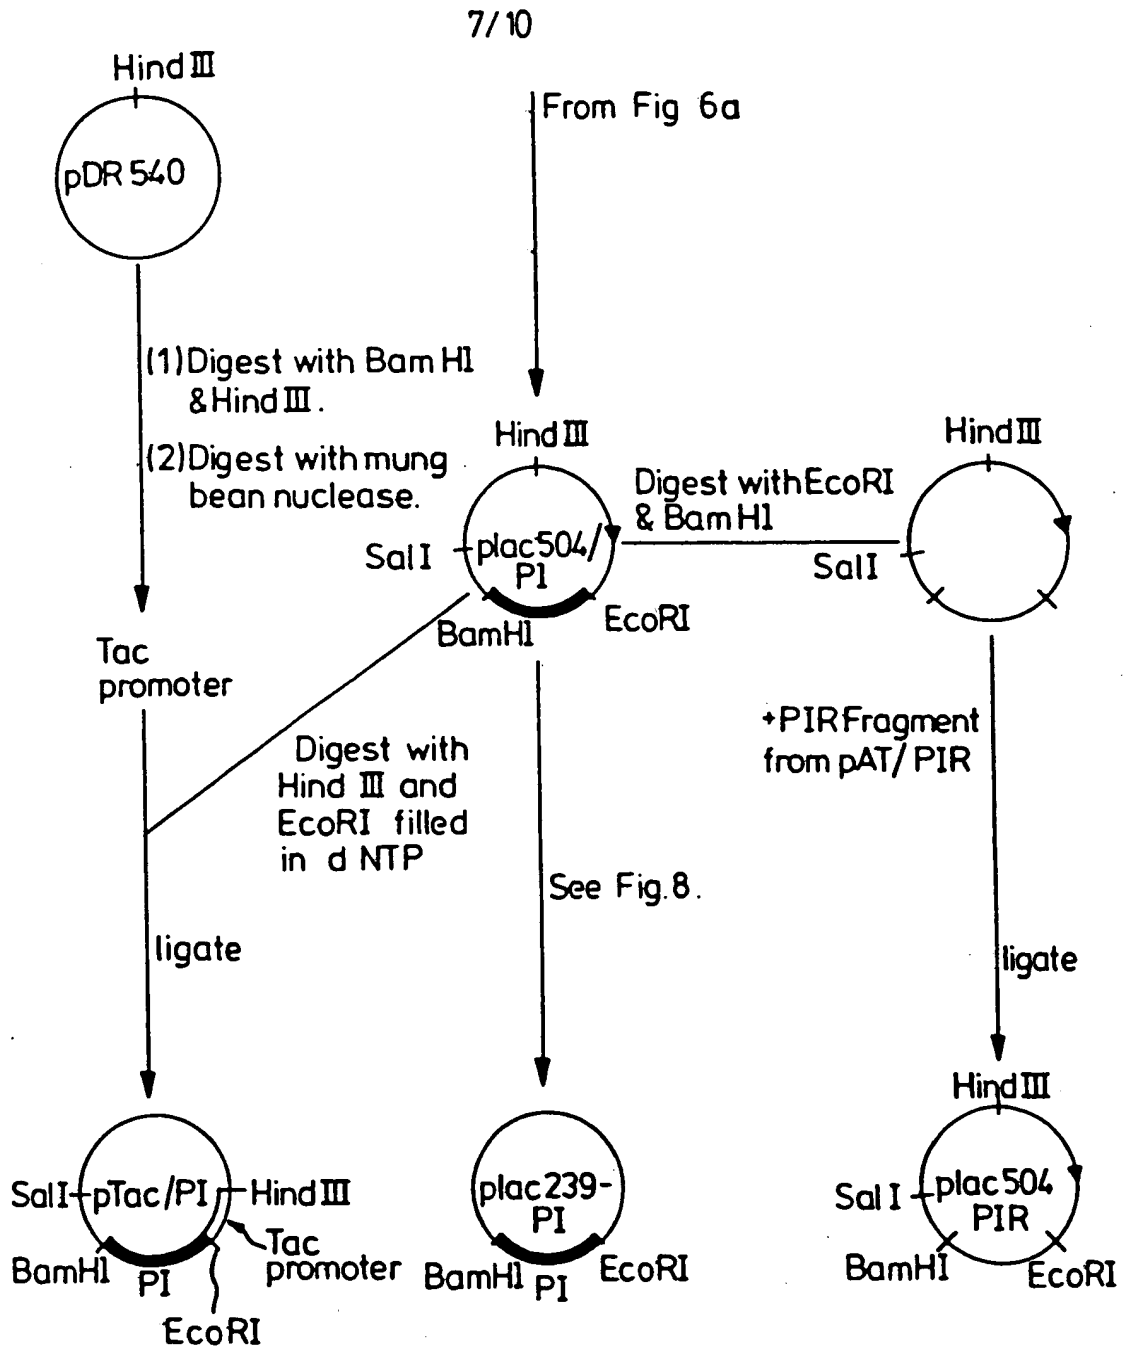 7/10
Hind III
pDR 540
From Fig 6a
(1) Digest with Bam H1
& Hind III.
(2) Digest with mung
bean nuclease.
Tac
promoter
Hind III
Sal I
plac504/
P1
BamH1
EcoRI
Digest with EcoRI
& Bam H1
Hind III
Sal I
Digest with
Hind III and
EcoRI filled
in d NTP
See Fig. 8.
+PIR Fragment
from pAT/ PIR
ligate
ligate
Sal I
pTac/PI
Hind III
Tac
promoter
BamH1
PI
EcoRI
plac239-
PI
BamH1
PI
EcoRI
Hind III
Sal I
plac504
PIR
BamHI
EcoRI